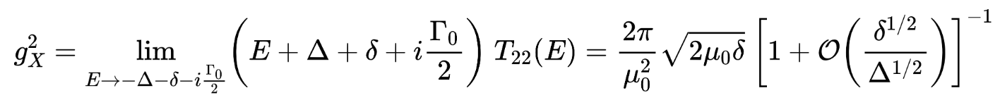 $g_X^2 = \lim_{E \to -\Delta - \delta - i\frac{\Gamma_0}{2}} \left( E + \Delta + \delta + i\frac{\Gamma_0}{2} \right) T_{22}(E) = \frac{2\pi}{\mu_0^2} \sqrt{2\mu_0\delta} \left[ 1 + \mathcal{O}\left( \frac{\delta^{1/2}}{\Delta^{1/2}} \right) \right]^{-1}$